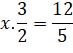 x.3/2 = 12/5